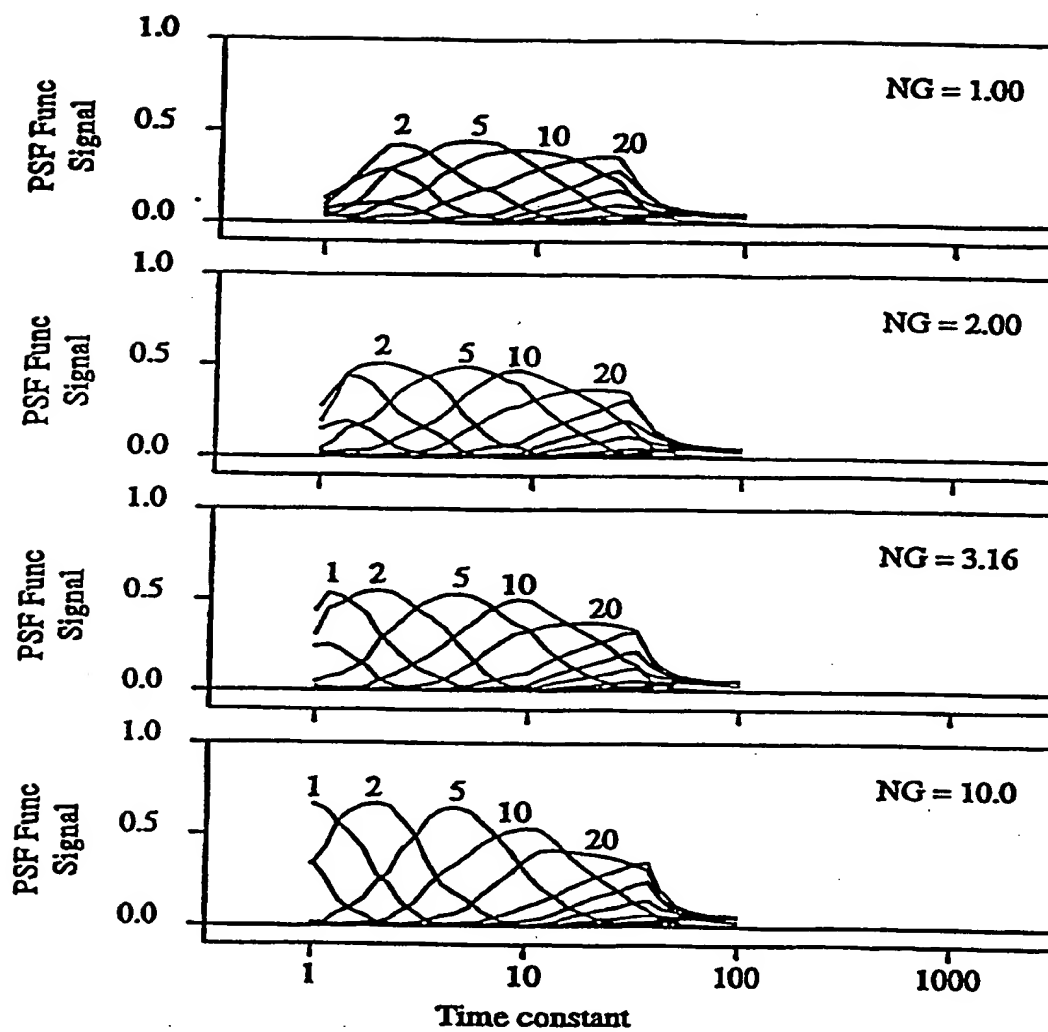 1.0
NG = 1.00
PSF Func
Signal
0.5
2 5 10 20
0.0
1.0
NG = 2.00
PSF Func
Signal
0.5
2 5 10 20
0.0
1.0
NG = 3.16
PSF Func
Signal
0.5
1 2 5 10 20
0.0
1.0
NG = 10.0
PSF Func
Signal
0.5
1 2 5 10 20
0.0
1 10 100 1000
Time constant